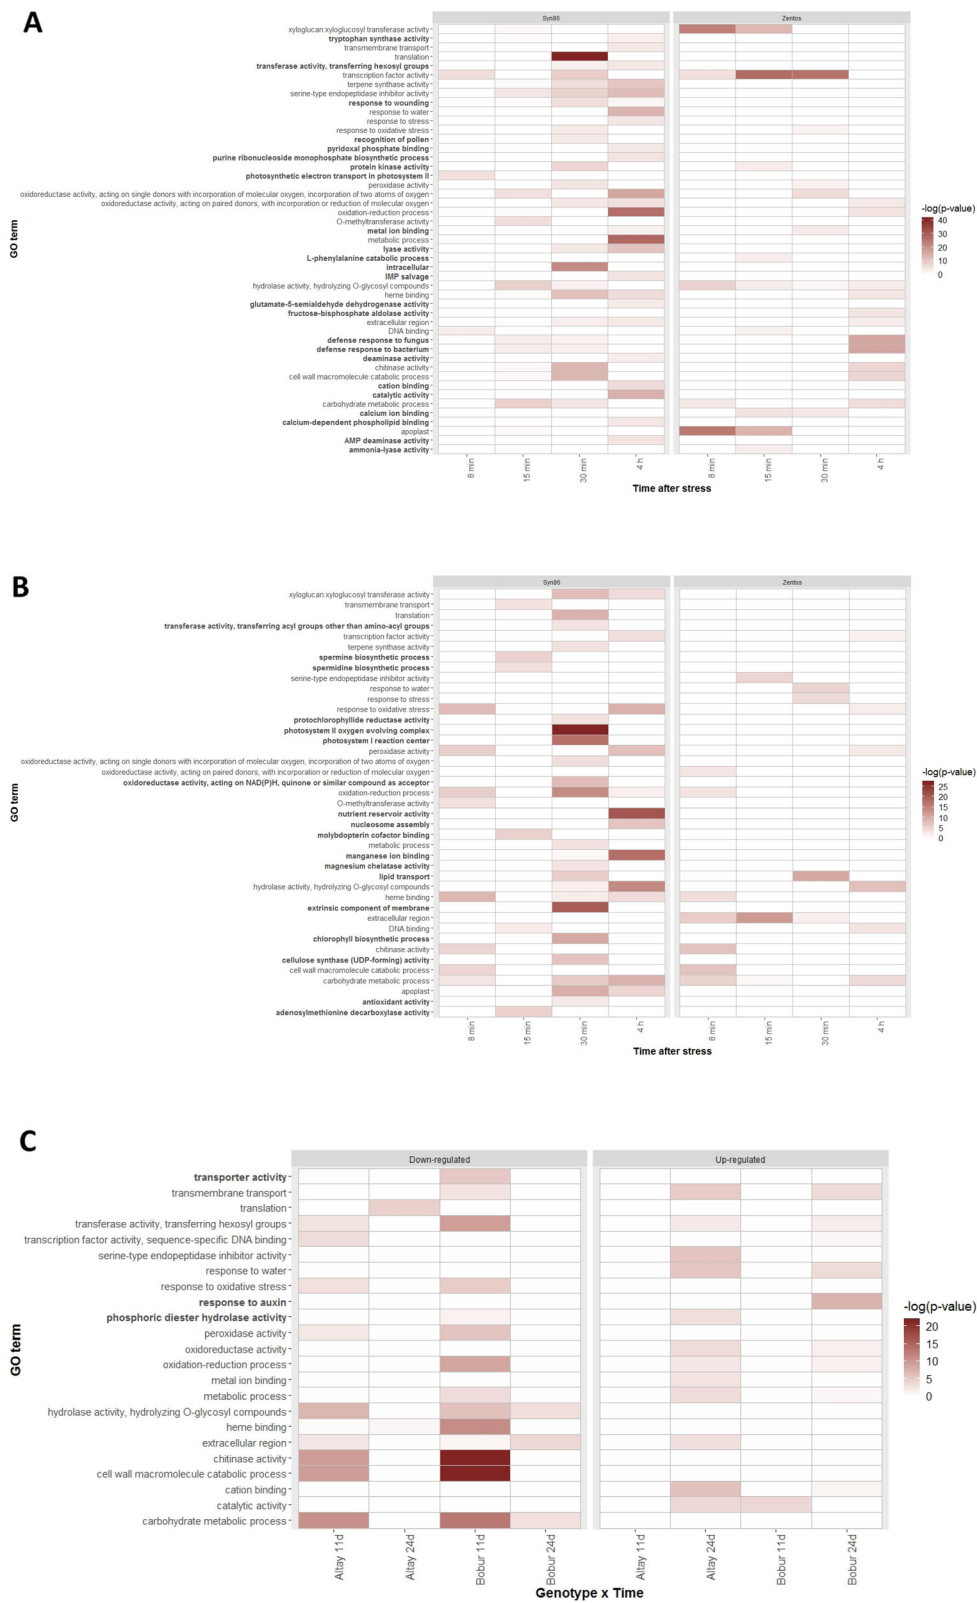 A
Syn86
Zentos
xyloglucan:xyloglucosyl transferase activity
tryptophan synthase activity
transmembrane transport
translation
transferase activity, transferring hexosyl groups
transcription factor activity
terpene synthase activity
serine-type endopeptidase inhibitor activity
response to wounding
response to water
response to stress
response to oxidative stress
recognition of pollen
pyridoxal phosphate binding
purine ribonucleoside monophosphate biosynthetic process
protein kinase activity
photosynthetic electron transport in photosystem II
peroxidase activity
oxidoreductase activity, acting on single donors with incorporation of molecular oxygen, incorporation of two atoms of oxygen
oxidoreductase activity, acting on paired donors, with incorporation or reduction of molecular oxygen
oxidation-reduction process
O-methyltransferase activity
metal ion binding
metabolic process
lyase activity
L-phenylalanine catabolic process
intracellular
IMP salvage
hydrolase activity, hydrolyzing O-glycosyl compounds
heme binding
glutamate-5-semialdehyde dehydrogenase activity
fructose-bisphosphate aldolase activity
extracellular region
DNA binding
defense response to fungus
defense response to bacterium
deaminase activity
chitinase activity
cell wall macromolecule catabolic process
cation binding
catalytic activity
carbohydrate metabolic process
calcium ion binding
calcium-dependent phospholipid binding
apoplast
AMP deaminase activity
ammonia-lyase activity
GO term
8 min
15 min
30 min
4 h
8 min
15 min
30 min
4 h
Time after stress
-log(p-value)
40
30
20
10
0
B
Syn86
Zentos
xyloglucan:xyloglucosyl transferase activity
transmembrane transport
translation
transferase activity, transferring acyl groups other than amino-acyl groups
transcription factor activity
terpene synthase activity
spermine biosynthetic process
spermidine biosynthetic process
serine-type endopeptidase inhibitor activity
response to water
response to stress
response to oxidative stress
protochlorophyllide reductase activity
photosystem II oxygen evolving complex
photosystem I reaction center
peroxidase activity
oxidoreductase activity, acting on single donors with incorporation of molecular oxygen, incorporation of two atoms of oxygen
oxidoreductase activity, acting on paired donors, with incorporation or reduction of molecular oxygen
oxidoreductase activity, acting on NAD(P)H, quinone or similar compound as acceptor
oxidation-reduction process
O-methyltransferase activity
nutrient reservoir activity
nucleosome assembly
molybdopterin cofactor binding
metabolic process
manganese ion binding
magnesium chelatase activity
lipid transport
hydrolase activity, hydrolyzing O-glycosyl compounds
heme binding
extrinsic component of membrane
extracellular region
DNA binding
chlorophyll biosynthetic process
chitinase activity
cellulose synthase (UDP-forming) activity
cell wall macromolecule catabolic process
carbohydrate metabolic process
apoplast
antioxidant activity
adenosylmethionine decarboxylase activity
GO term
8 min
15 min
30 min
4 h
8 min
15 min
30 min
4 h
Time after stress
-log(p-value)
25
20
15
10
5
0
C
Down-regulated
Up-regulated
transporter activity
transmembrane transport
translation
transferase activity, transferring hexosyl groups
transcription factor activity, sequence-specific DNA binding
serine-type endopeptidase inhibitor activity
response to water
response to oxidative stress
response to auxin
phosphoric diester hydrolase activity
peroxidase activity
oxidoreductase activity
oxidation-reduction process
metal ion binding
metabolic process
hydrolase activity, hydrolyzing O-glycosyl compounds
heme binding
extracellular region
chitinase activity
cell wall macromolecule catabolic process
cation binding
catalytic activity
carbohydrate metabolic process
GO term
Altay 11d
Altay 24d
Bobur 11d
Bobur 24d
Altay 11d
Altay 24d
Bobur 11d
Bobur 24d
Genotype x Time
-log(p-value)
20
15
10
5
0